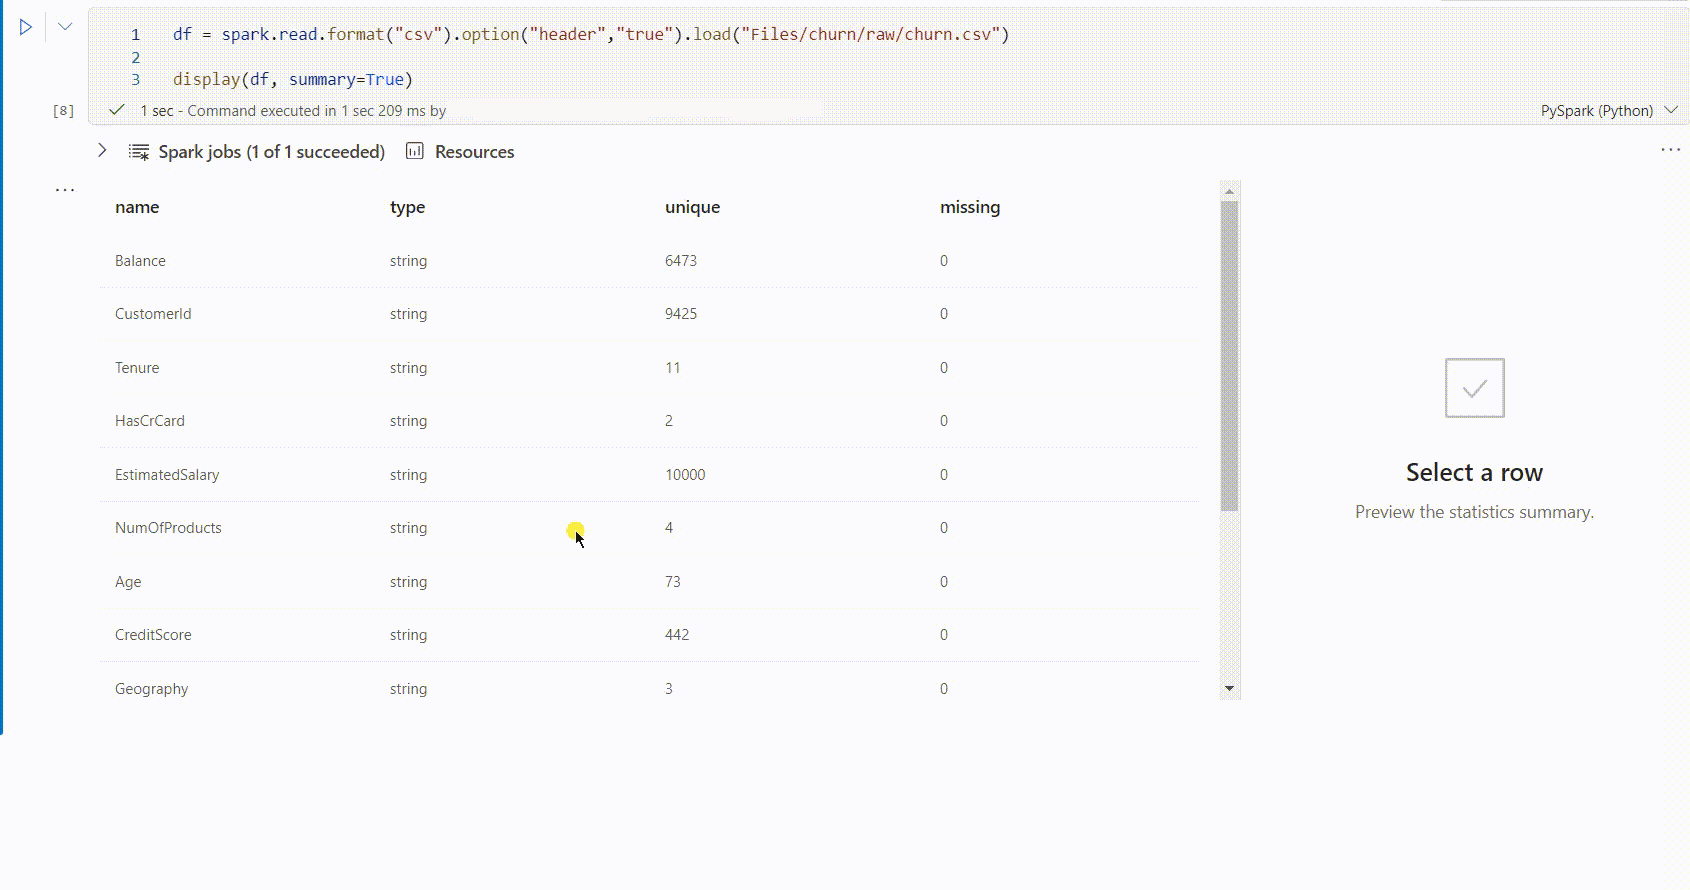 1 df = spark.read.format("csv").option("header","true").load("Files/churn/raw/churn.csv")
2
3 display(df, summary=True)
[8] 1 sec - Command executed in 1 sec 209 ms by PySpark (Python)
Spark jobs (1 of 1 succeeded) Resources ...
...
name type unique missing
Balance string 6473 0
CustomerId string 9425 0
Tenure string 11 0
HasCrCard string 2 0
EstimatedSalary string 10000 0
NumOfProducts string 4 0
Age string 73 0
CreditScore string 442 0
Geography string 3 0
Select a row
Preview the statistics summary.